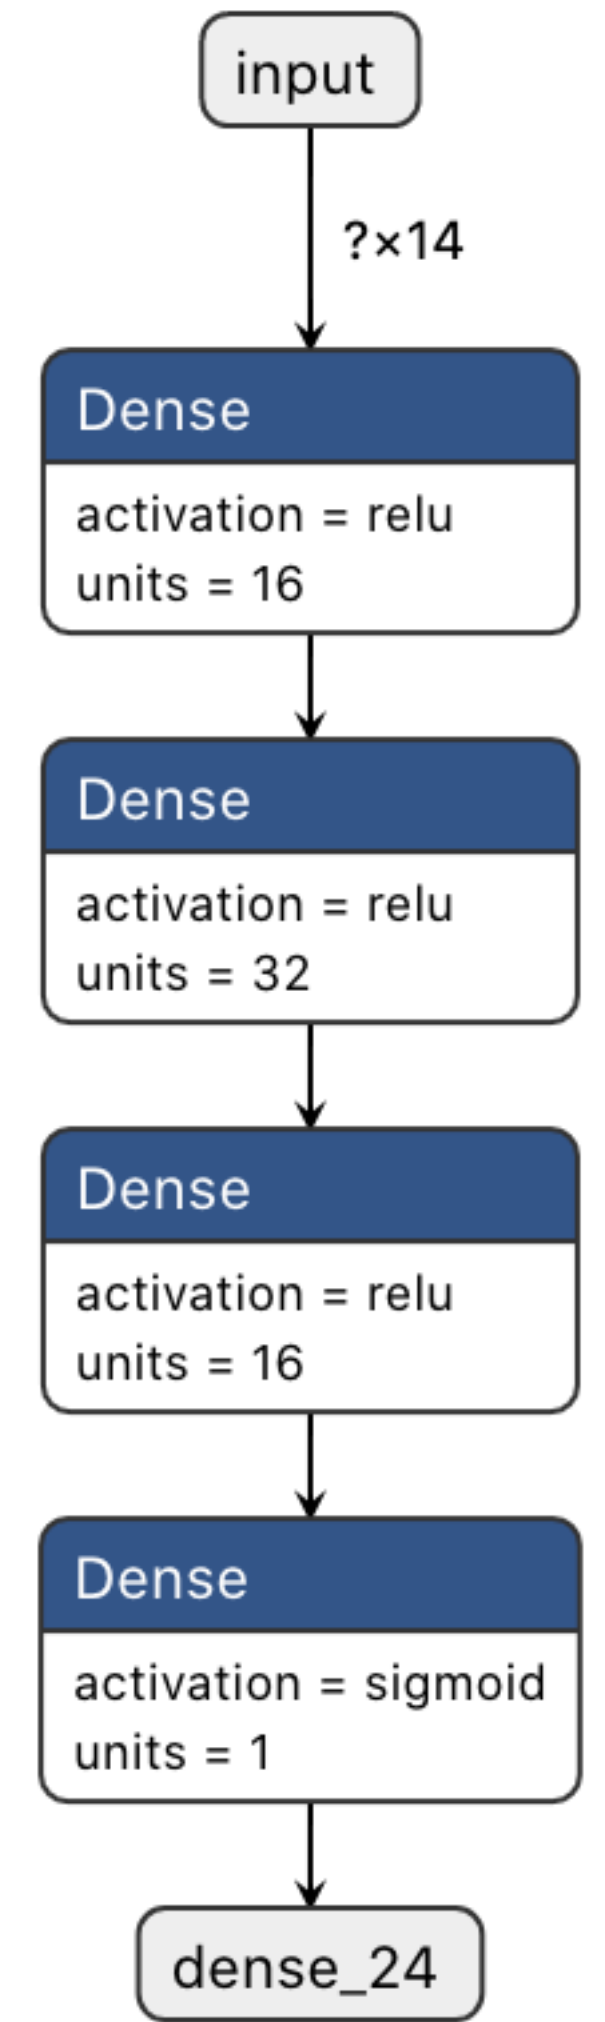 input
?×14
Dense
activation = relu
units = 16
Dense
activation = relu
units = 32
Dense
activation = relu
units = 16
Dense
activation = sigmoid
units = 1
dense_24